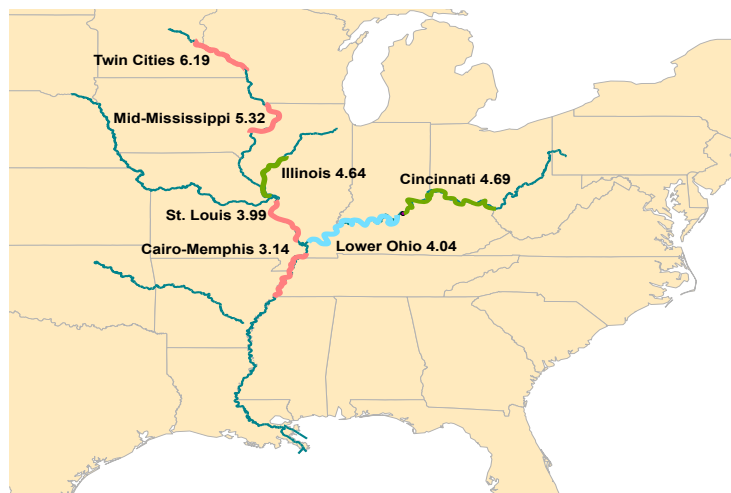 Twin Cities 6.19
Mid-Mississippi 5.32
Illinois 4.64
Cincinnati 4.69
St. Louis 3.99
Cairo-Memphis 3.14
Lower Ohio 4.04